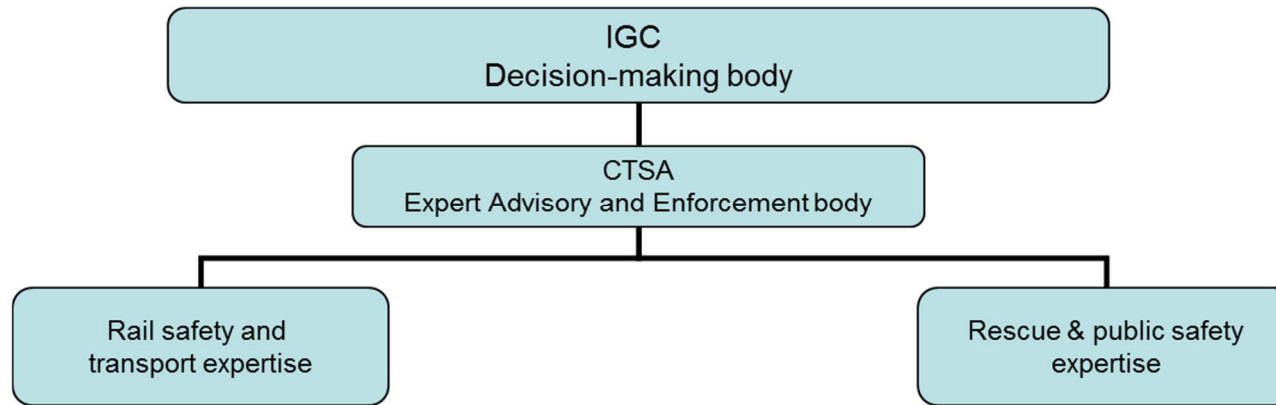 IGC
Decision-making body
CTSA
Expert Advisory and Enforcement body
Rail safety and
transport expertise
Rescue & public safety
expertise